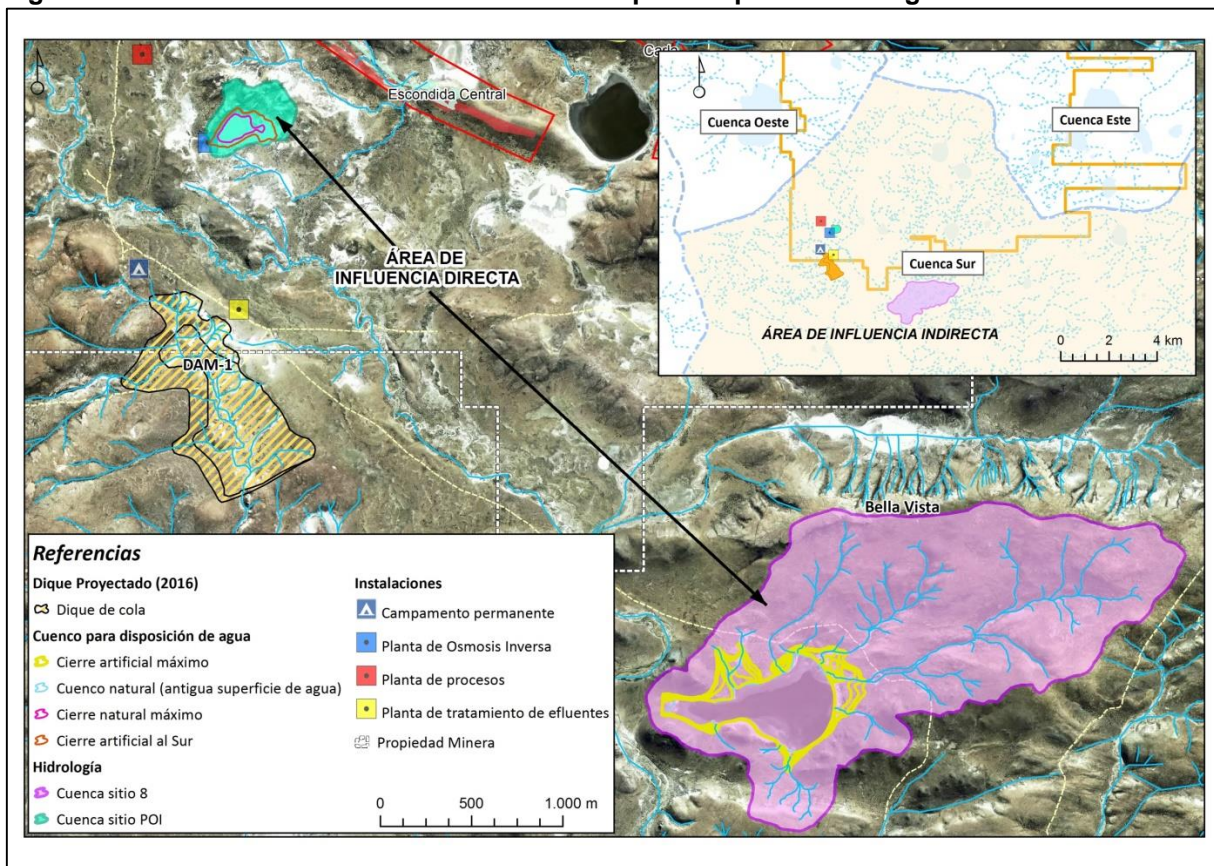 Carla
Escondida Central
Cuenca Oeste
Cuenca Este
Cuenca Sur
ÁREA DE INFLUENCIA INDIRECTA
0 2 4 km
ÁREA DE
INFLUENCIA DIRECTA
DAM-1
Bella Vista
Referencias
Dique Proyectado (2016)
Dique de cola
Cuenco para disposición de agua
Cierre artificial máximo
Cuenco natural (antigua superficie de agua)
Cierre natural máximo
Cierre artificial al Sur
Hidrología
Cuenca sitio 8
Cuenca sitio POI
Instalaciones
Campamento permanente
Planta de Osmosis Inversa
Planta de procesos
Planta de tratamiento de efluentes
Propiedad Minera
0 500 1.000 m